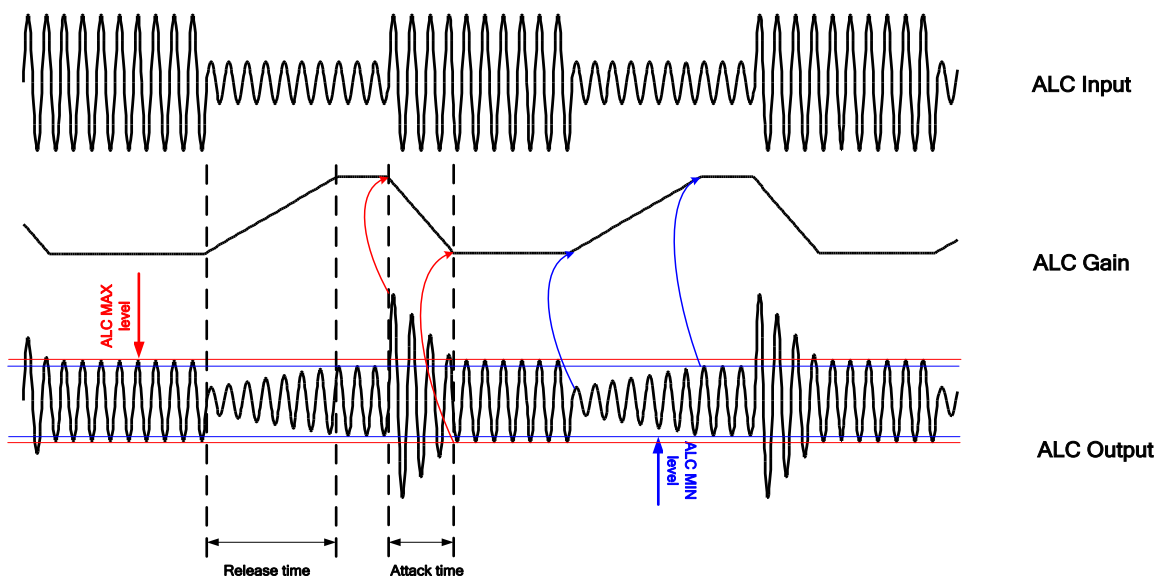 ALC Input
ALC Gain
ALC MAX
level
ALC Output
ALC MIN
level
Release time
Attack time